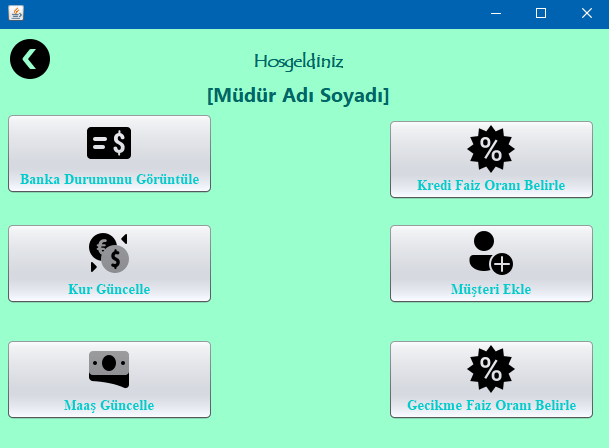 Hosgeldiniz
[Müdür Adı Soyadı]
Banka Durumunu Görüntüle
Kredi Faiz Oranı Belirle
Kur Güncelle
Müşteri Ekle
Maaş Güncelle
Gecikme Faiz Oranı Belirle